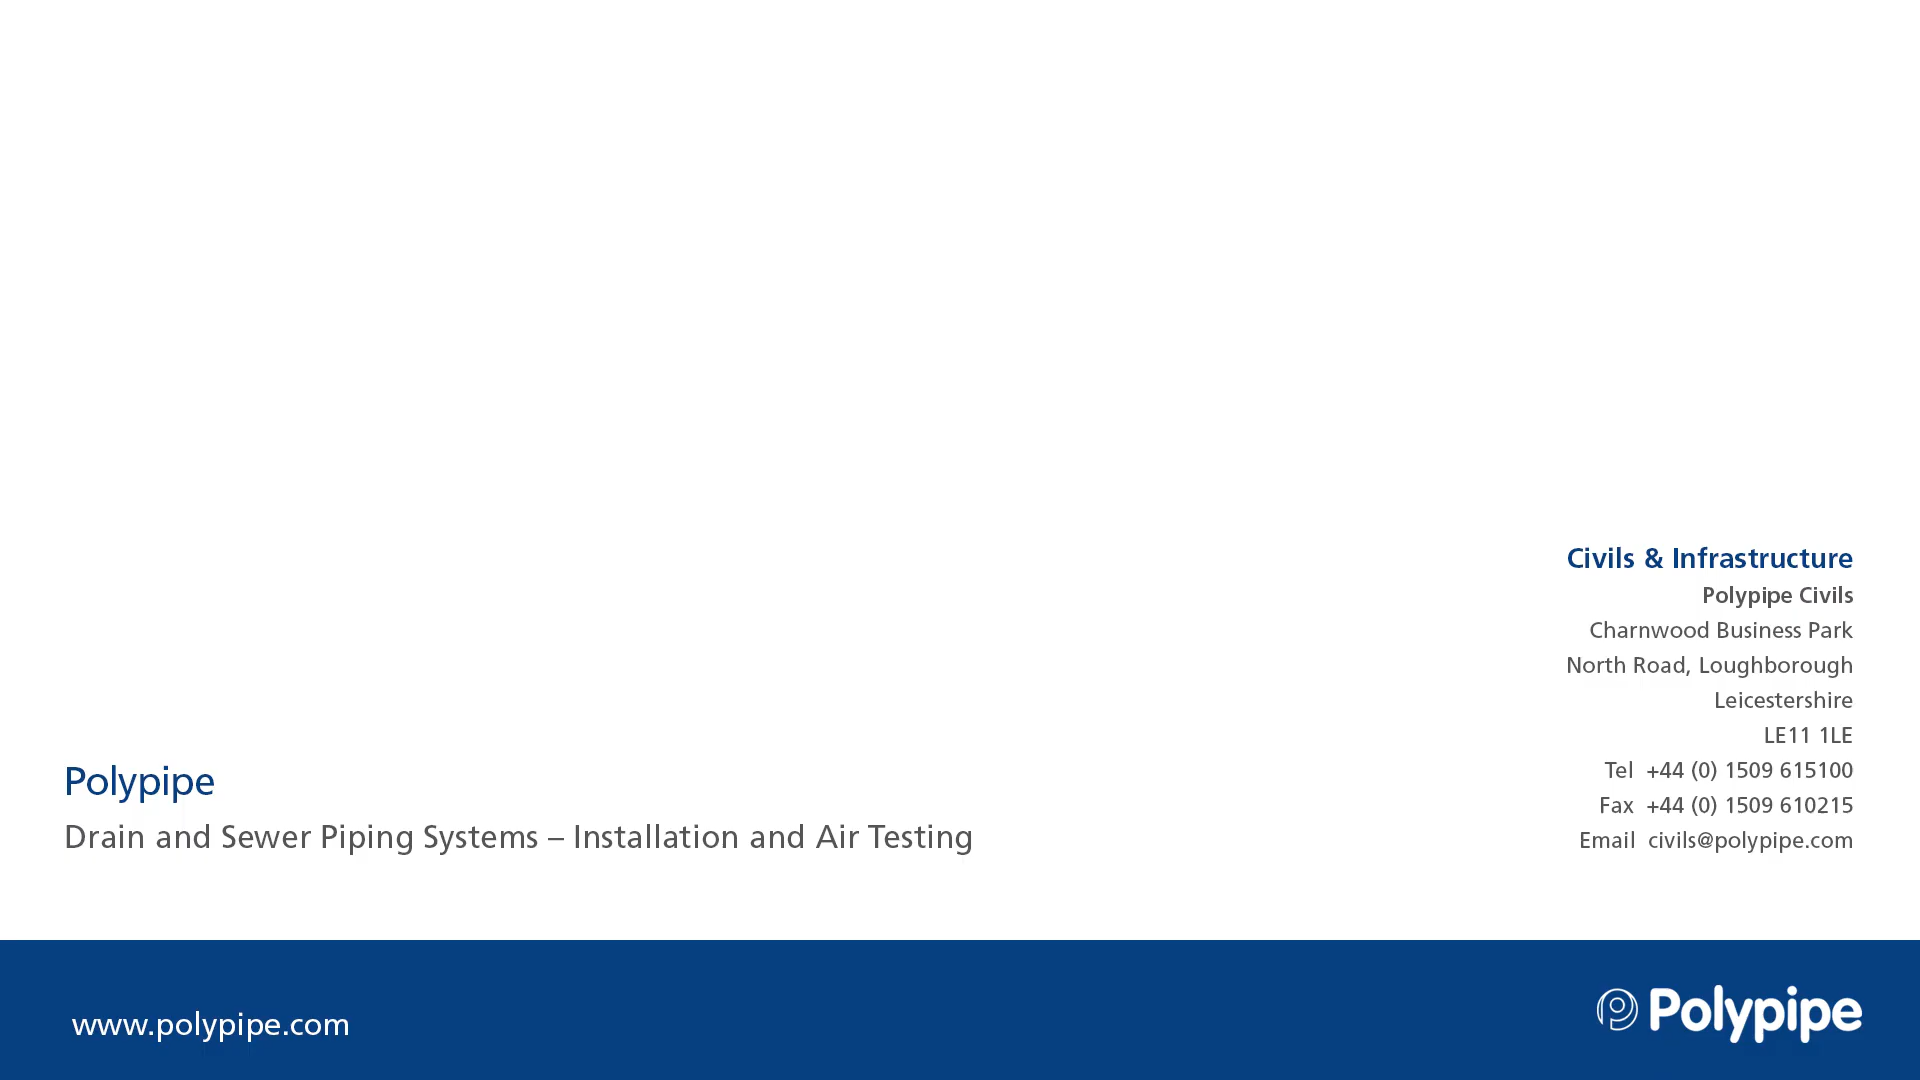 Civils & Infrastructure
Polypipe Civils
Charnwood Business Park
North Road, Loughborough
Leicestershire
LE11 1LE
Tel +44 (0) 1509 615100
Fax +44 (0) 1509 610215
Email civils@polypipe.com
Polypipe
Drain and Sewer Piping Systems – Installation and Air Testing
www.polypipe.com
Polypipe